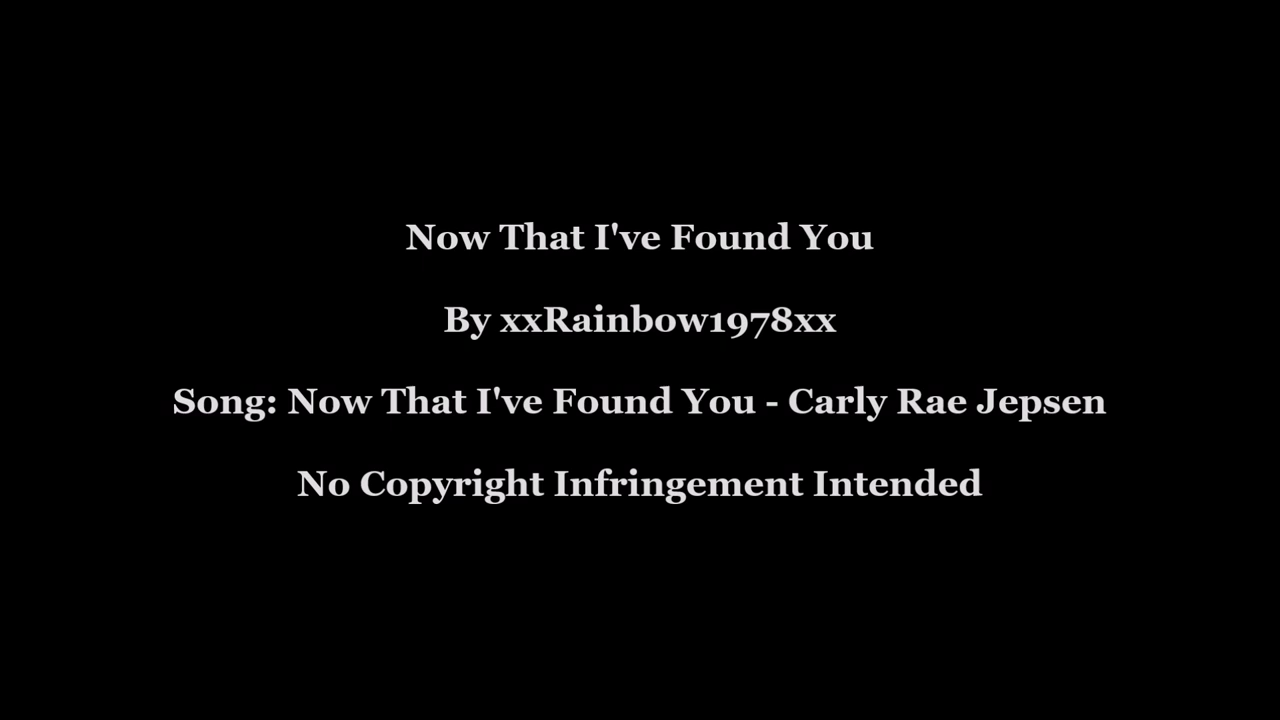 Now That I've Found You
By xxRainbow1978xx
Song: Now That I've Found You - Carly Rae Jepsen
No Copyright Infringement Intended